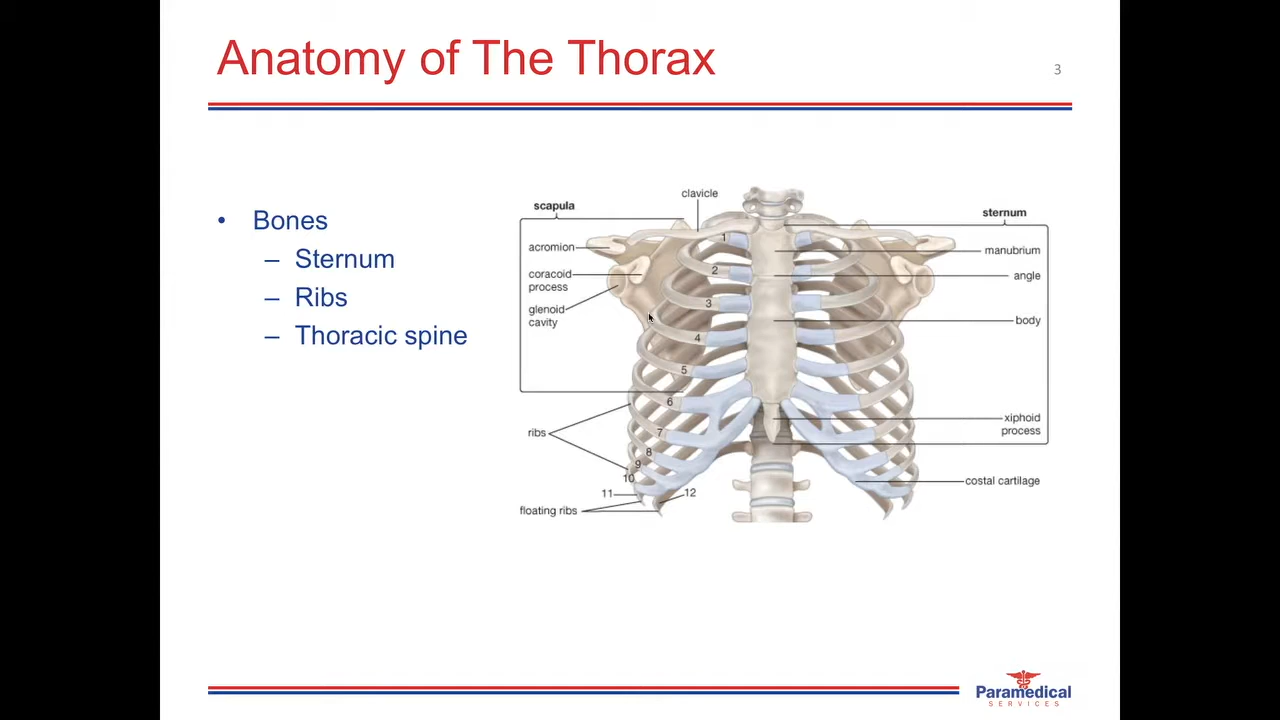 Anatomy of The Thorax
3
• Bones
– Sternum
– Ribs
– Thoracic spine
clavicle
scapula
sternum
acromion
manubrium
coracoid
process
angle
glenoid
cavity
body
ribs
xiphoid
process
costal cartilage
floating ribs
1
2
3
4
5
6
7
8
9
10
11
12
Paramedical
SERVICES